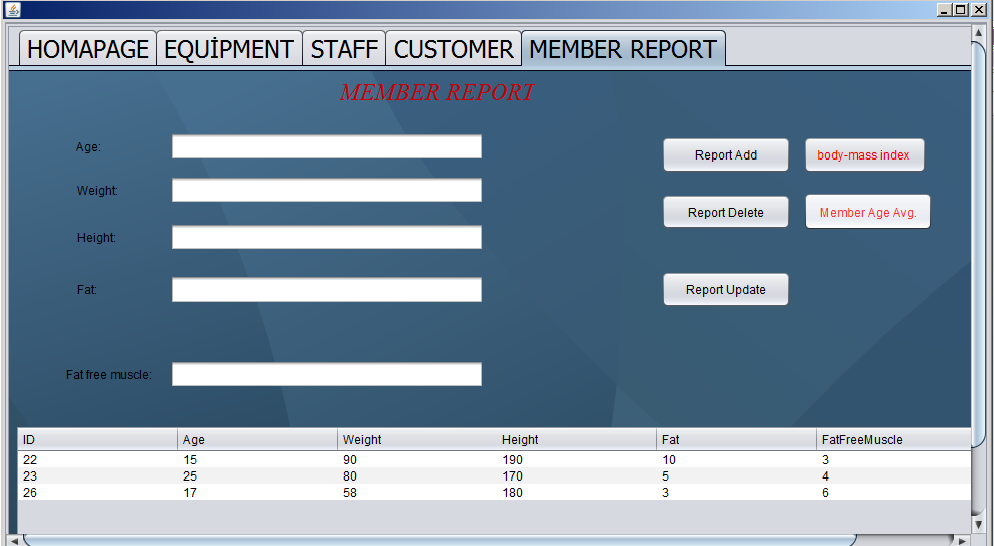 HOMAPAGE EQUİPMENT STAFF CUSTOMER MEMBER REPORT
MEMBER REPORT
Age: Report Add body-mass index
Weight: Report Delete Member Age Avg.
Height:
Fat: Report Update
Fat free muscle:
ID Age Weight Height Fat FatFreeMuscle
22 15 90 190 10 3
23 25 80 170 5 4
26 17 58 180 3 6